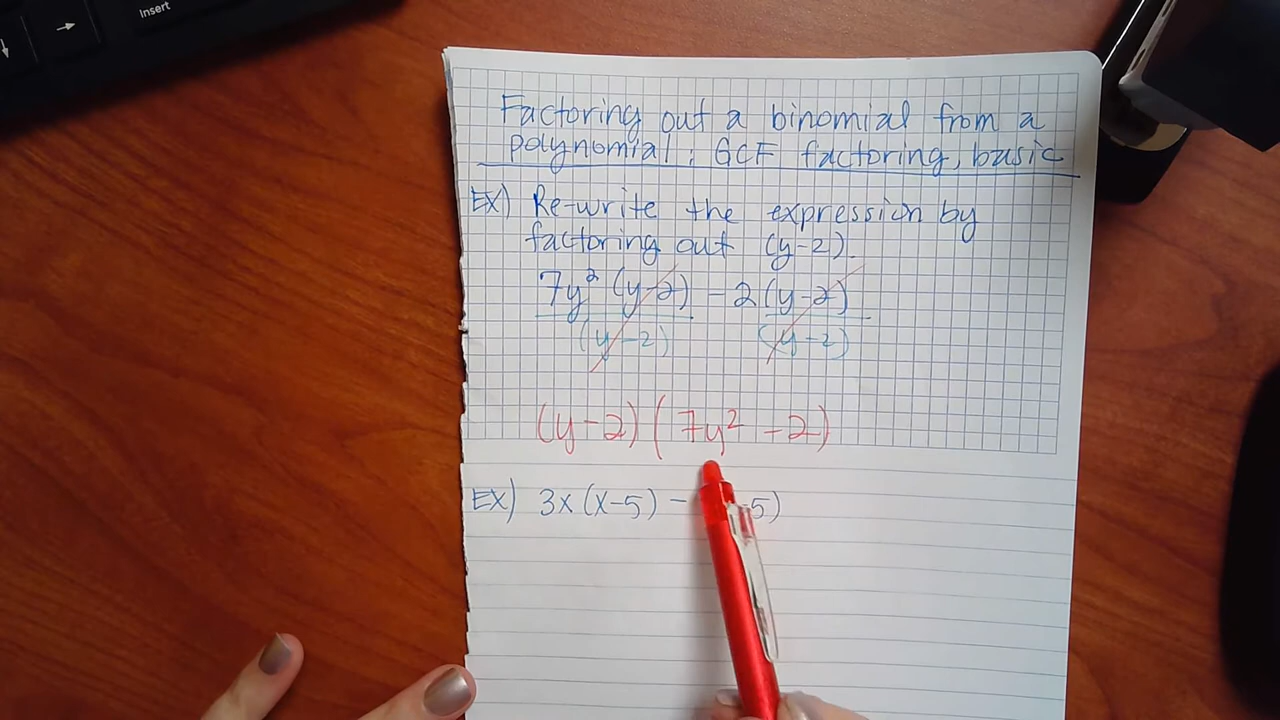 Insert
Factoring out a binomial from a
polynomial: GCF factoring, basic
EX) Re-write the expression by
factoring out (y-2).
7y² (y-2) - 2 (y-2)
(y-2) (y-2)
(y-2) (7y² - 2)
EX) 3x (x-5) - -5)